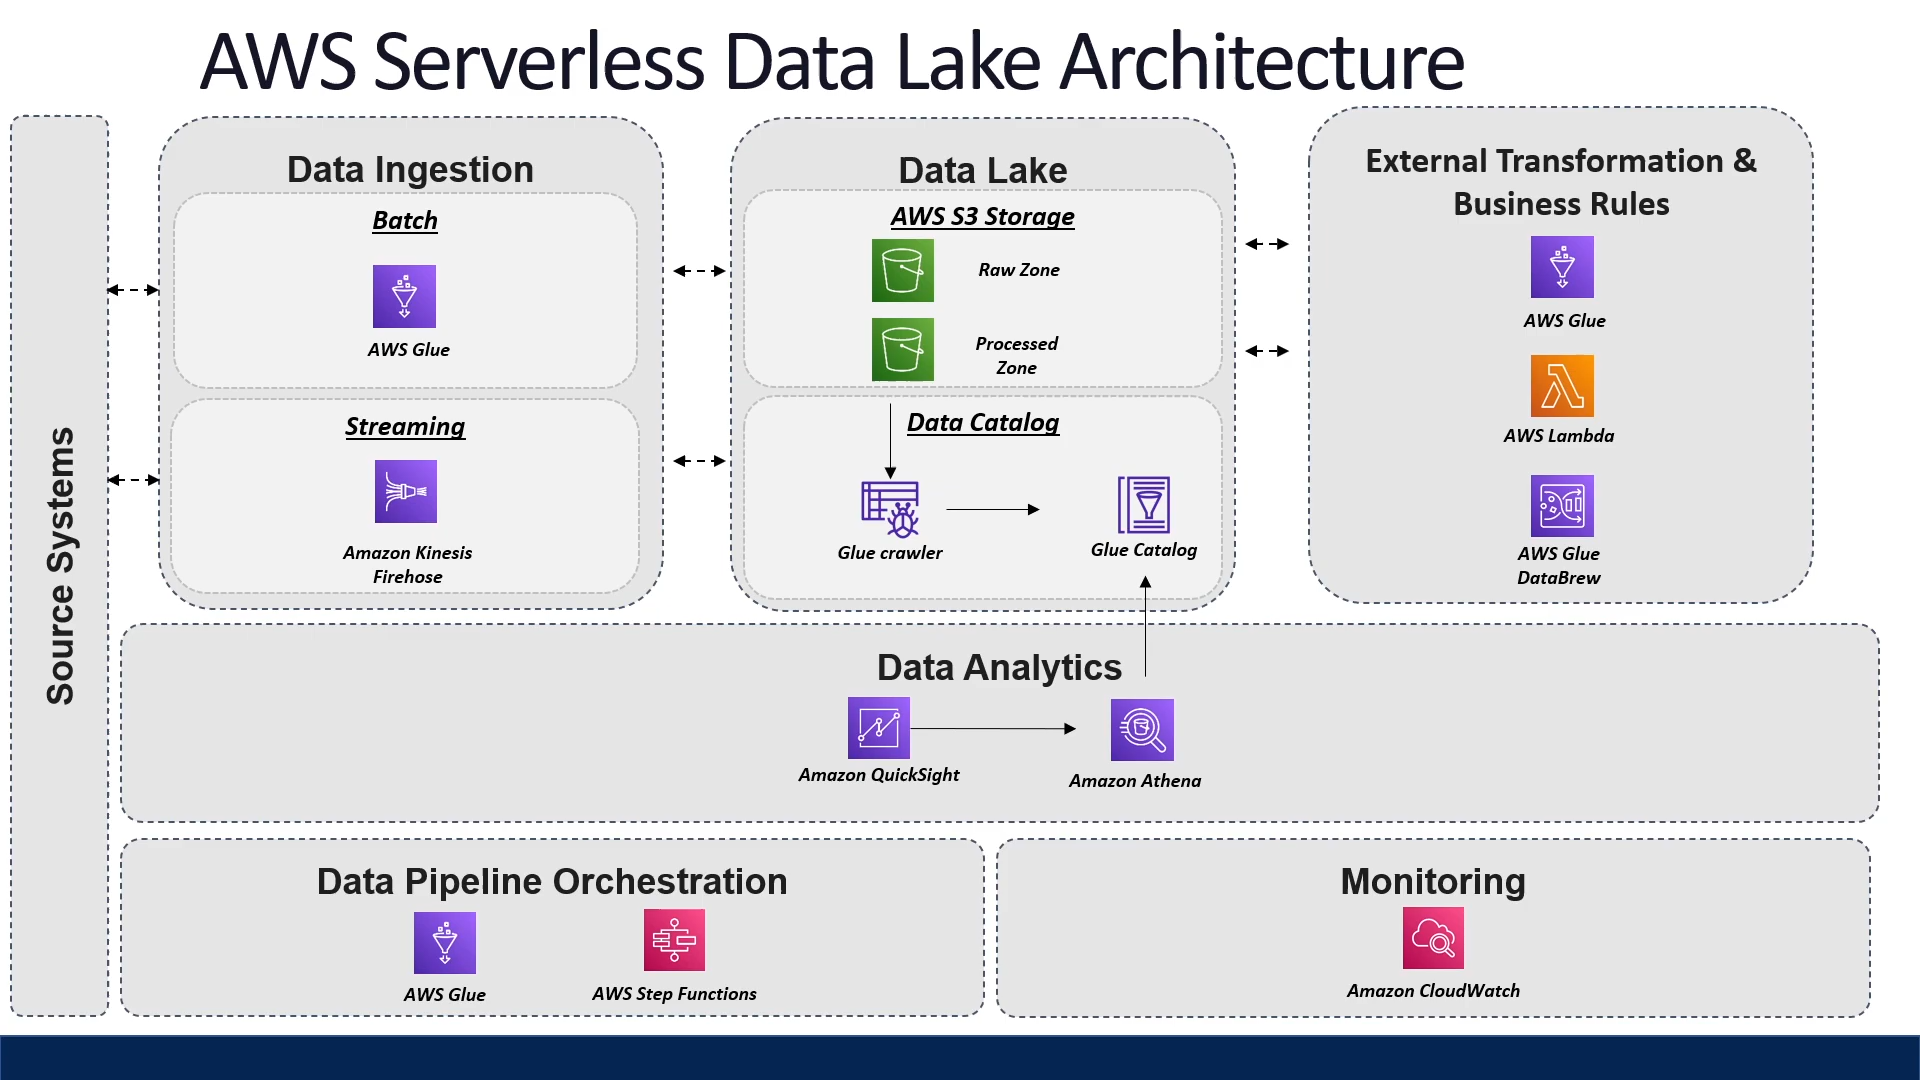 AWS Serverless Data Lake Architecture
Source Systems
Data Ingestion
Batch
AWS Glue
Streaming
Amazon Kinesis
Firehose
Data Lake
AWS S3 Storage
Raw Zone
Processed
Zone
Data Catalog
Glue crawler
Glue Catalog
External Transformation &
Business Rules
AWS Glue
AWS Lambda
AWS Glue
DataBrew
Data Analytics
Amazon QuickSight
Amazon Athena
Data Pipeline Orchestration
AWS Glue
AWS Step Functions
Monitoring
Amazon CloudWatch